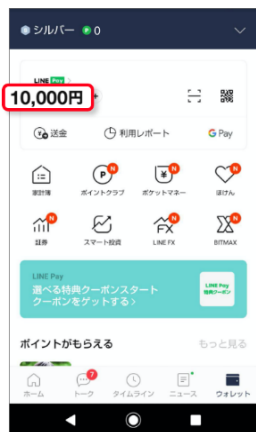 シルバー 0
LINE Pay
10,000円
送金 利用レポート G Pay
家計簿 ポイントクラブ ポケットマネー ほけん
N N N
証券 スマート投資 LINE FX BITMAX
N N N
LINE Pay
選べる特典クーポンスタート
クーポンをゲットする>
LINE Pay
特典クーポン
ポイントがもらえる もっと見る
7
ホーム トーク タイムライン ニュース ウォレット